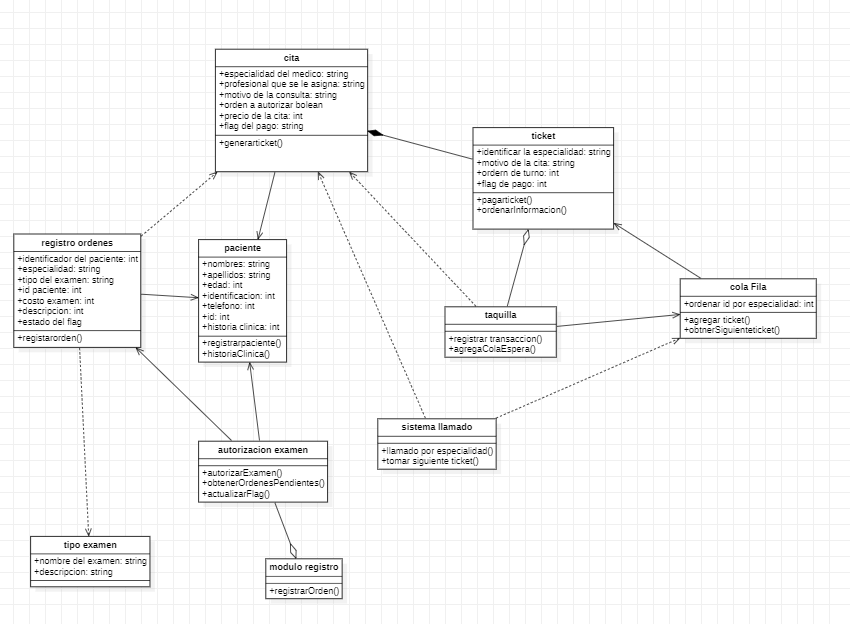 cita
+especialidad del medico: string
+profesional que se le asigna: string
+motivo de la consulta: string
+orden a autorizar bolean
+precio de la cita: int
+flag del pago: string
+generarticket()
ticket
+identificar la especialidad: string
+motivo de la cita: string
+ordern de turno: int
+flag de pago: int
+pagarticket()
+ordenarInformacion()
registro ordenes
+identificador del paciente: int
+especialidad: string
+tipo del examen: string
+id paciente: int
+costo examen: int
+descripcion: int
+estado del flag
+registarorden()
paciente
+nombres: string
+apellidos: string
+edad: int
+identificacion: int
+telefono: int
+id: int
+historia clinica: int
+registrarpaciente()
+historiaClinica()
cola Fila
+ordenar id por especialidad: int
+agregar ticket()
+obtnerSiguienteticket()
taquilla
+registrar transaccion()
+agregaColaEspera()
sistema llamado
+llamado por especialidad()
+tomar siguiente ticket()
autorizacion examen
+autorizarExamen()
+obtenerOrdenesPendientes()
+actualizarFlag()
tipo examen
+nombre del examen: string
+descripcion: string
modulo registro
+registrarOrden()